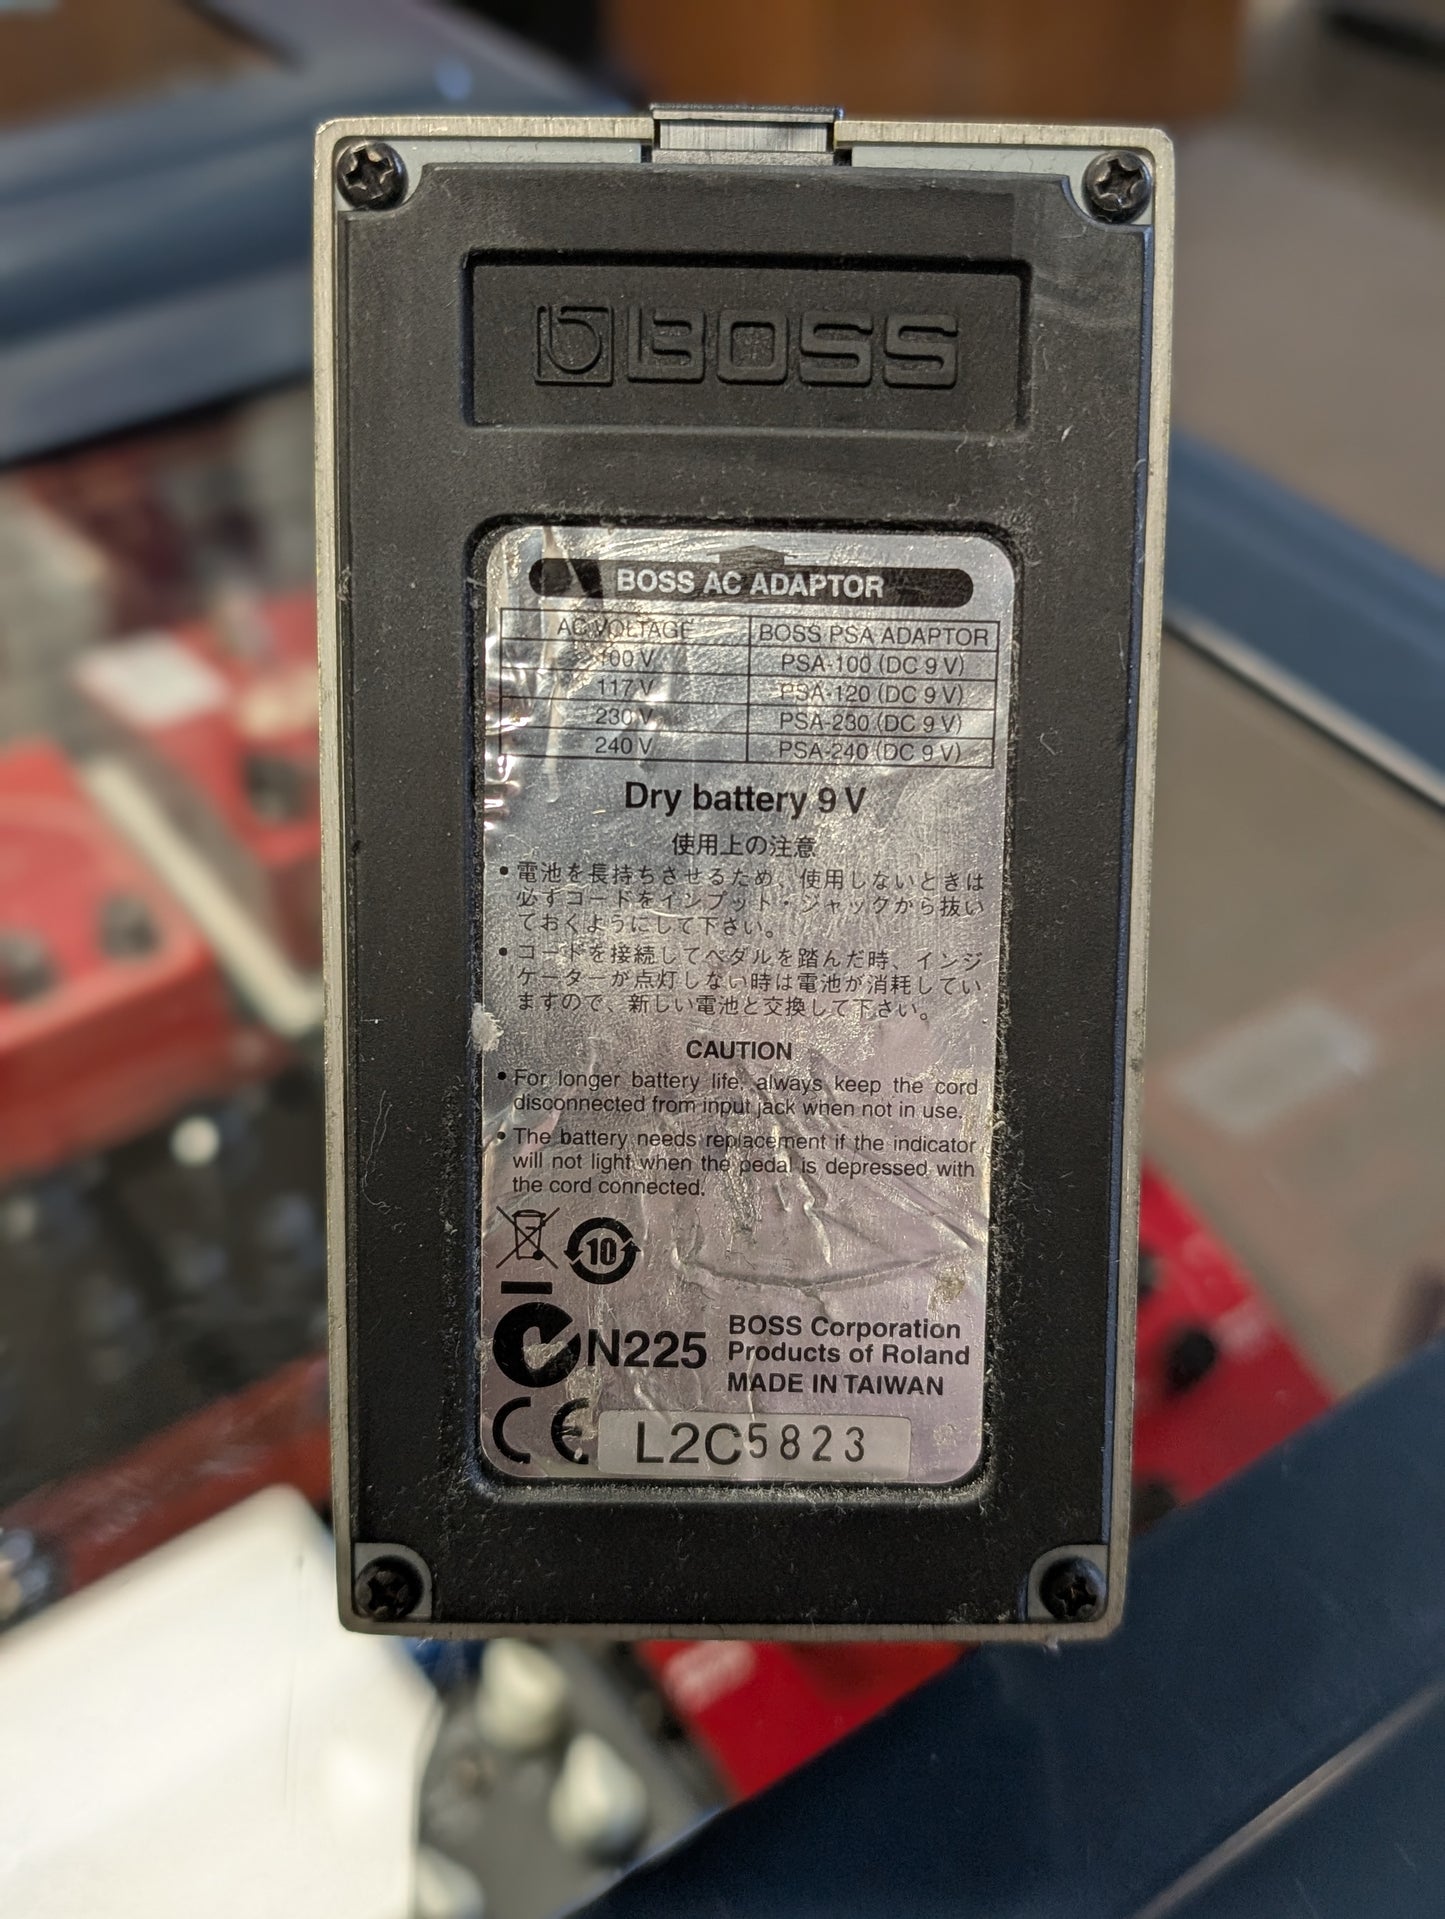 BOSS
BOSS AC ADAPTOR
AC VOLTAGE BOSS PSA ADAPTOR
100 V PSA-100 (DC 9 V)
117 V PSA-120 (DC 9 V)
230 V PSA-230 (DC 9 V)
240 V PSA-240 (DC 9 V)
Dry battery 9 V
使用上の注意
• 電池を長持ちさせるため、使用しないときは
必ずコードをインプット・ジャックから抜い
ておくようにして下さい。
• コードを接続してペダルを踏んだ時、インジ
ケーターが点灯しない時は電池が消耗してい
ますので、新しい電池と交換して下さい。
CAUTION
• For longer battery life, always keep the cord
disconnected from input jack when not in use.
• The battery needs replacement if the indicator
will not light when the pedal is depressed with
the cord connected.
10
N225
BOSS Corporation
Products of Roland
MADE IN TAIWAN
CE
L2C5823